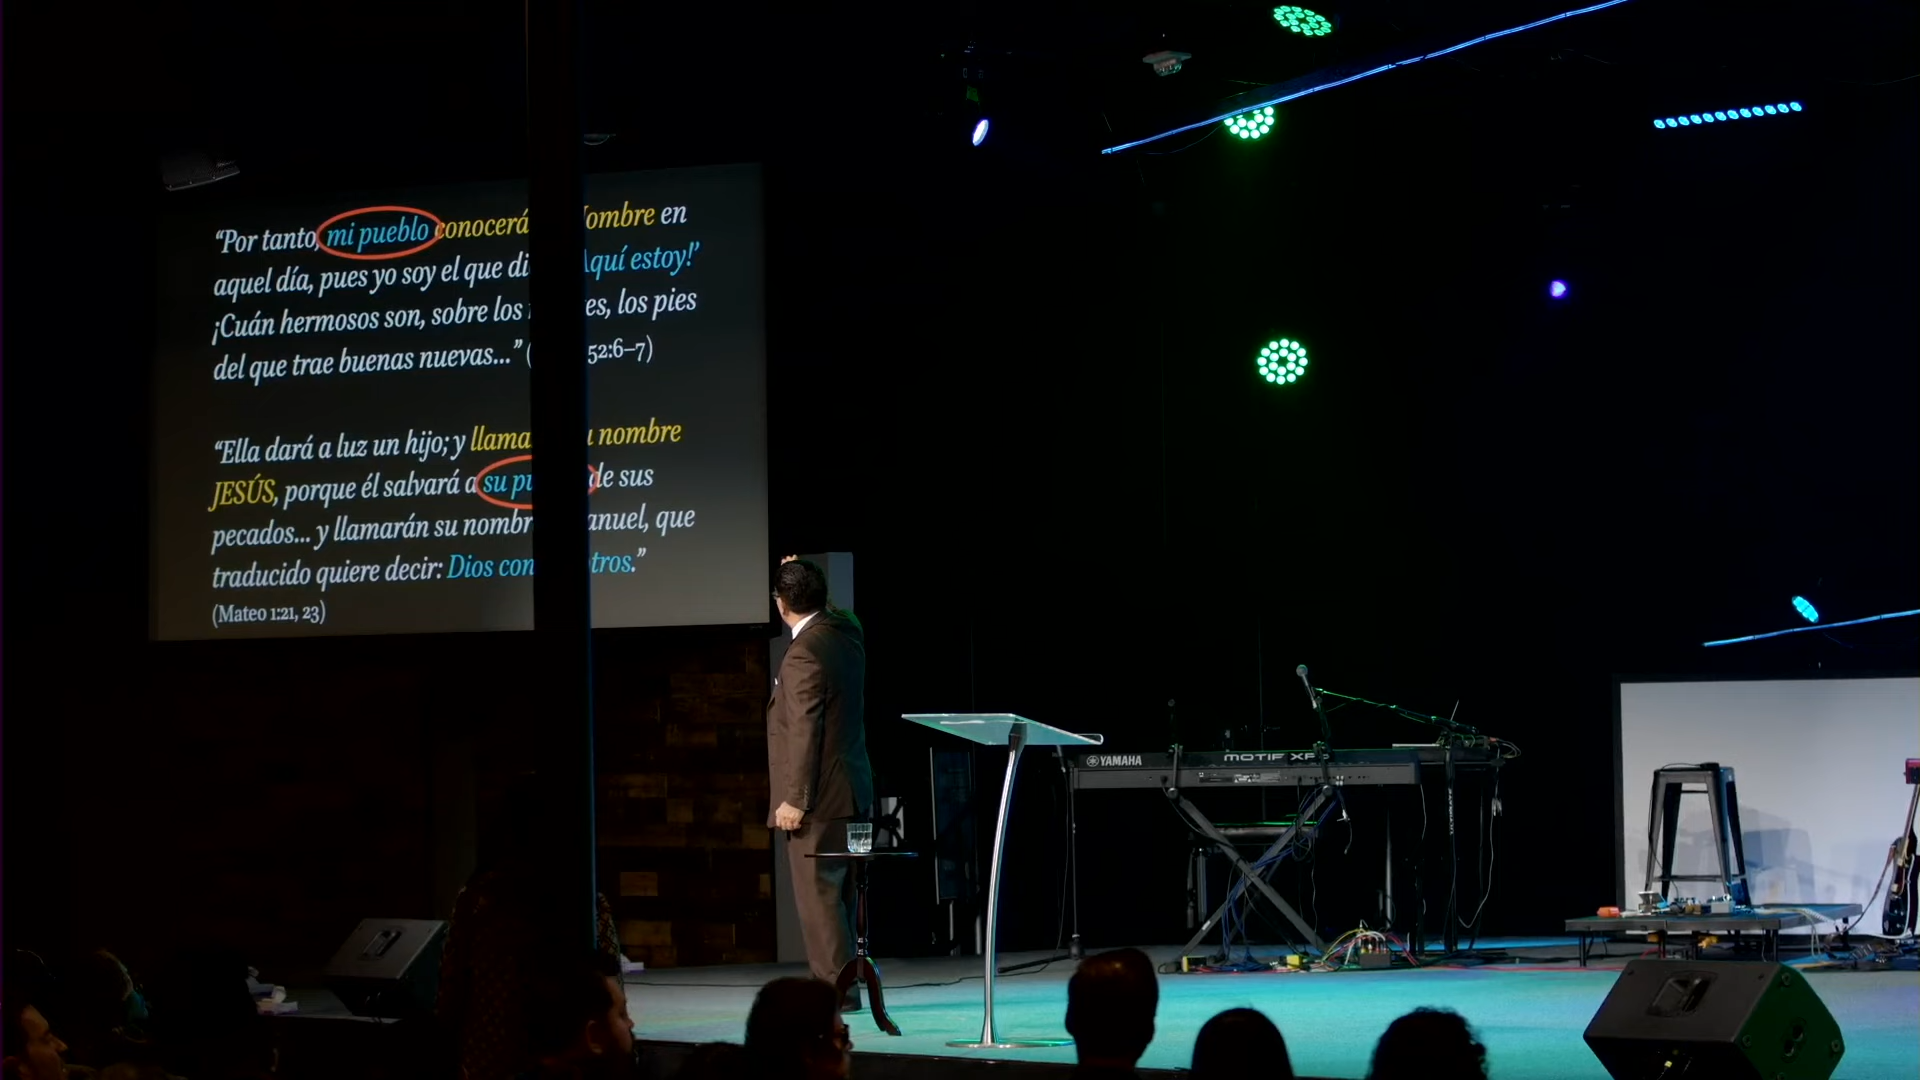 “Por tanto, mi pueblo conocerá ombre en
aquel día, pues yo soy el que di Aquí estoy!’
¡Cuán hermosos son, sobre los es, los pies
del que trae buenas nuevas...” ( 52:6–7)
“Ella dará a luz un hijo; y llama nombre
JESÚS, porque él salvará a su pu de sus
pecados... y llamarán su nombr anuel, que
traducido quiere decir: Dios con tros.”
(Mateo 1:21, 23)
YAMAHA
MOTIF XF